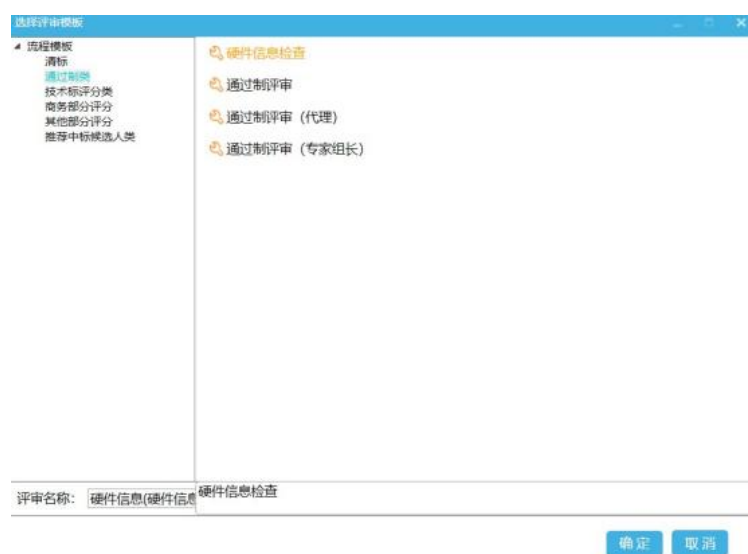 选择评审模板
流程模板
清标
通过制类
技术标评分类
商务部分评分
其他部分评分
推荐中标候选人类
硬件信息检查
通过制评审
通过制评审（代理）
通过制评审（专家组长）
评审名称： 硬件信息(硬件信息
硬件信息检查
确定 取消